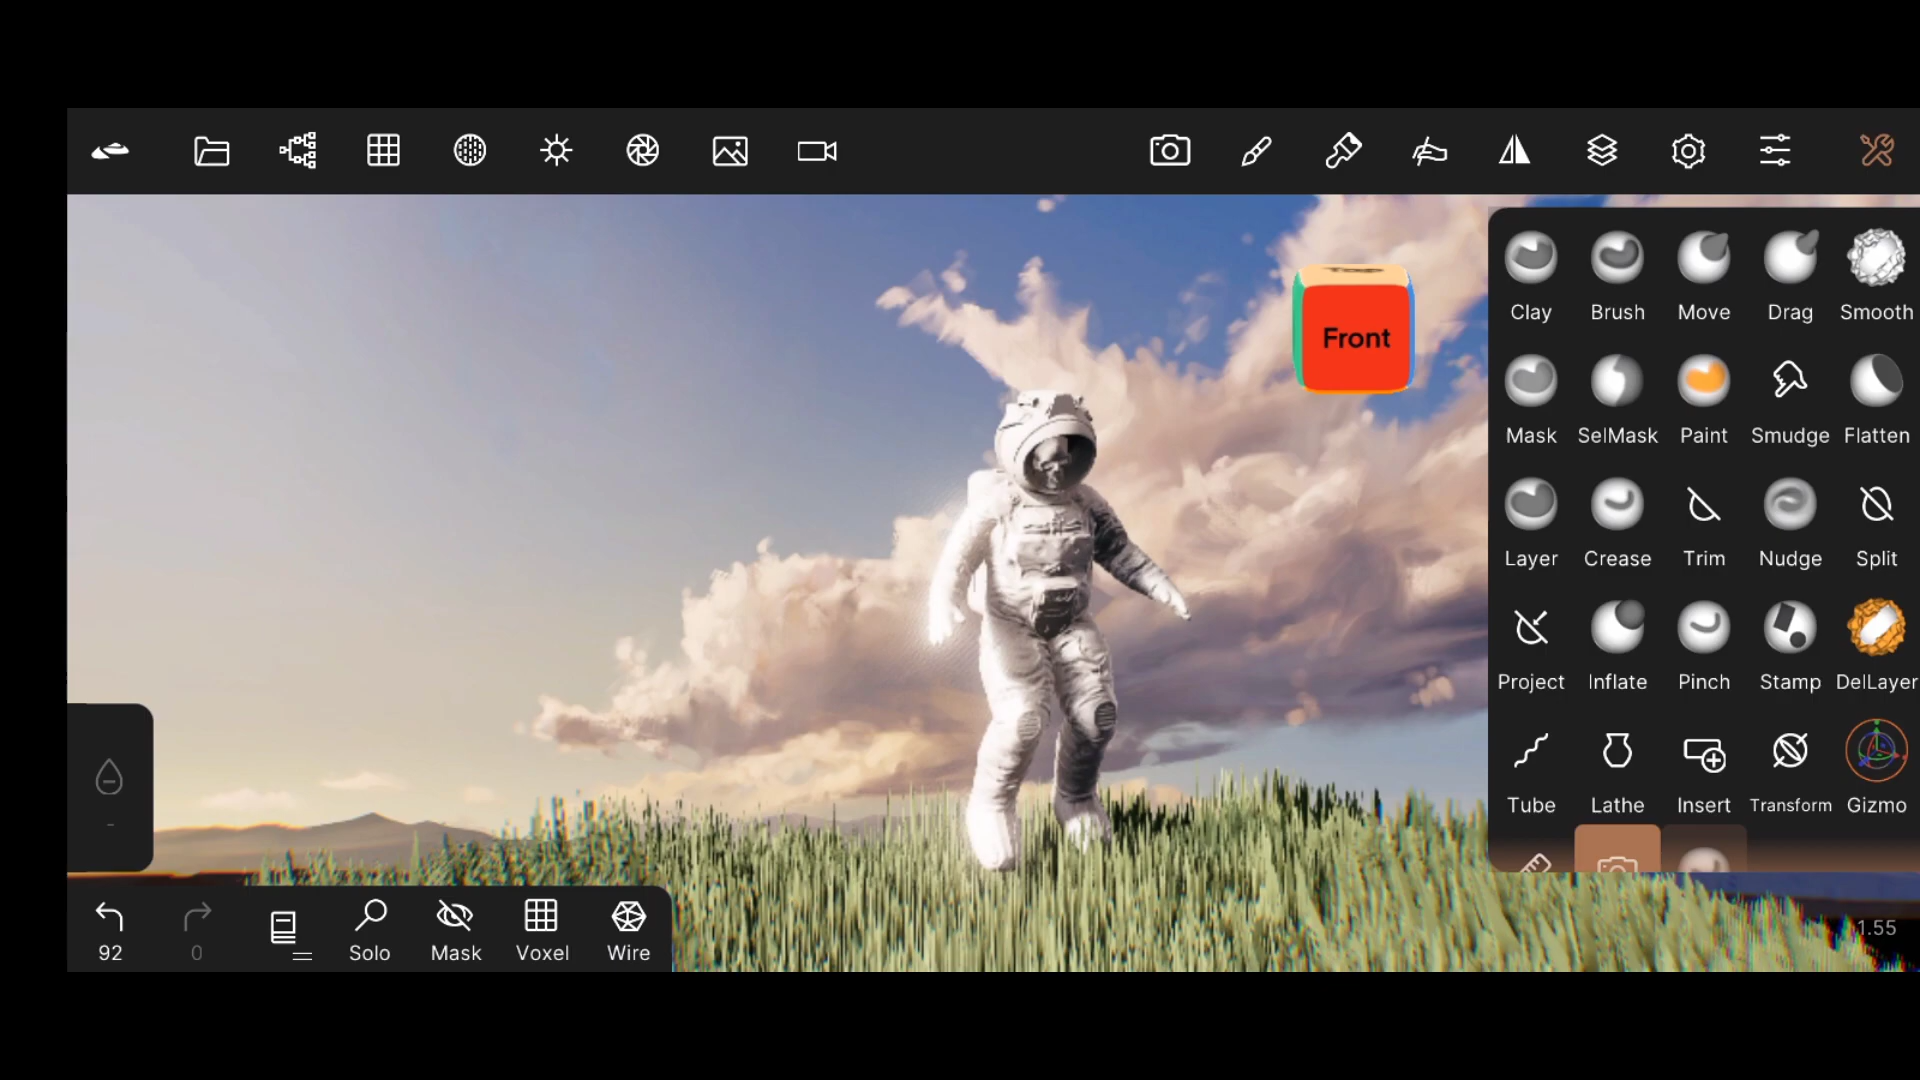 Top
Front
Clay Brush Move Drag Smooth
Mask SelMask Paint Smudge Flatten
Layer Crease Trim Nudge Split
Project Inflate Pinch Stamp DelLayer
Tube Lathe Insert Transform Gizmo
1.55
-
92 0 Solo Mask Voxel Wire